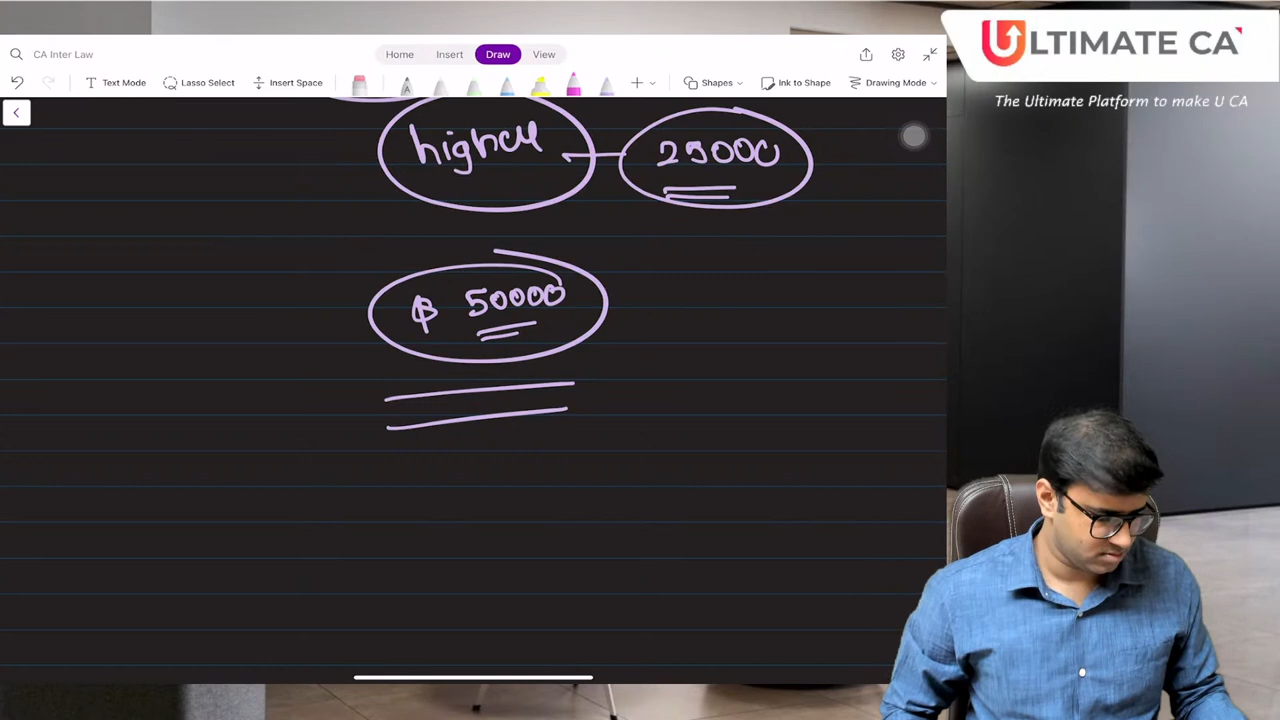 ULTIMATE CA
The Ultimate Platform to make U CA
CA Inter Law
Home Insert Draw View
Text Mode Lasso Select Insert Space Shapes Ink to Shape Drawing Mode
higher 25000
$ 50000